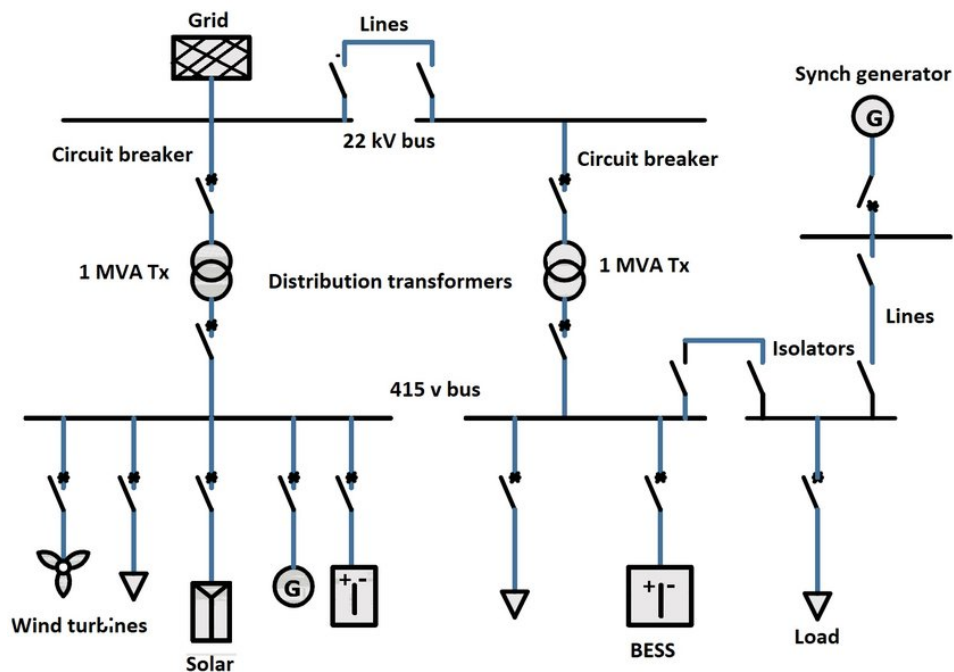 Grid
Lines
Synch generator
G
22 kV bus
Circuit breaker
Circuit breaker
1 MVA Tx
Distribution transformers
1 MVA Tx
Lines
Isolators
415 v bus
G
+ -
+ -
Wind turbines
Solar
BESS
Load